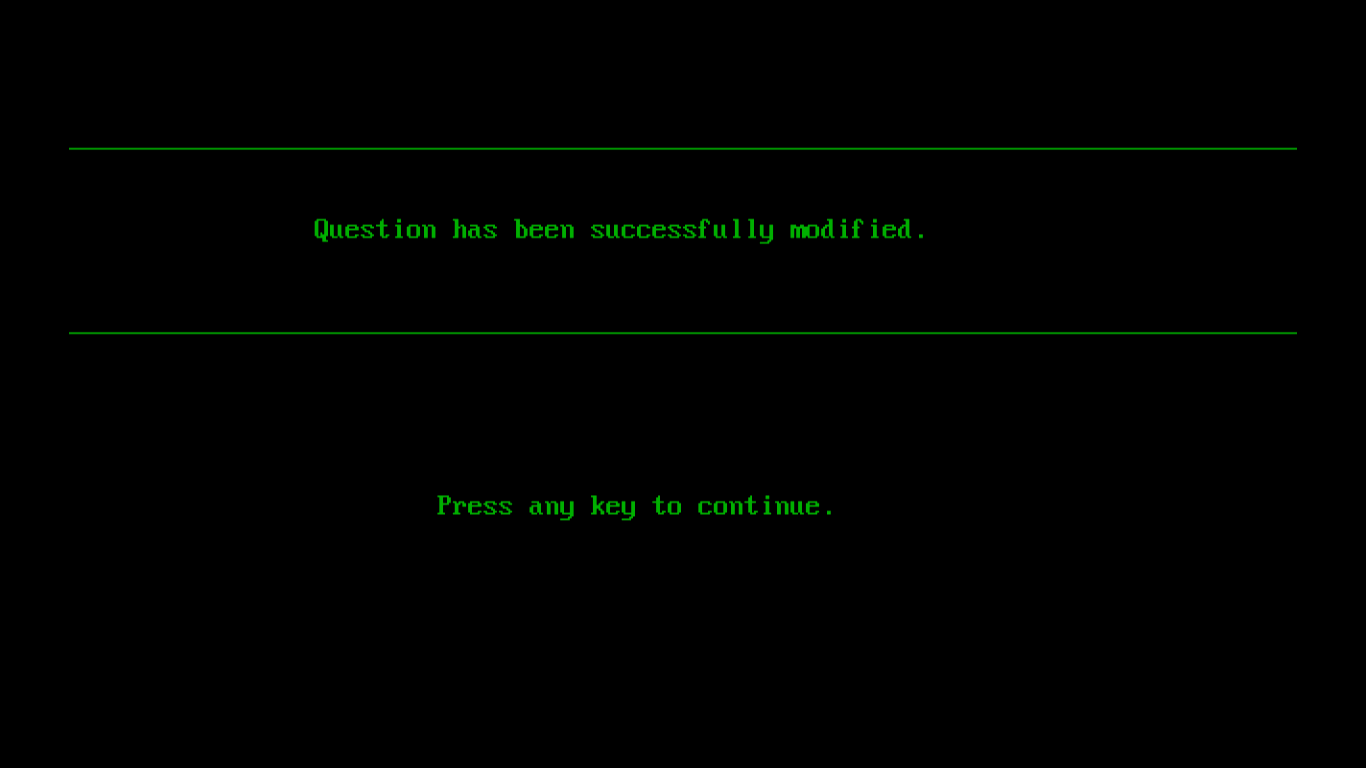 Question has been successfully modified.
Press any key to continue.